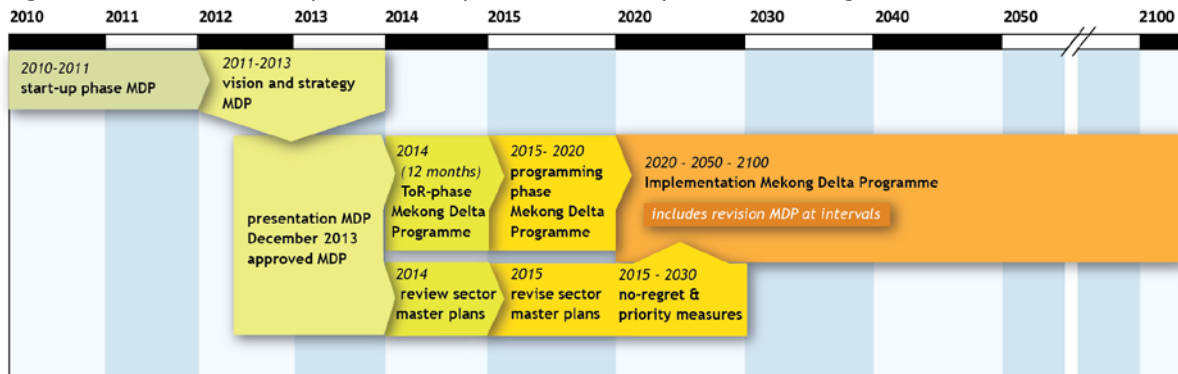 2010 2011 2012 2013 2014 2015 2020 2030 2040 2050 2100
2010-2011
start-up phase MDP
2011-2013
vision and strategy
MDP
presentation MDP
December 2013
approved MDP
2014
(12 months)
ToR-phase
Mekong Delta
Programme
2015- 2020
programming
phase
Mekong Delta
Programme
2020 - 2050 - 2100
Implementation Mekong Delta Programme
includes revision MDP at intervals
2014
review sector
master plans
2015
revise sector
master plans
2015 - 2030
no-regret &
priority measures